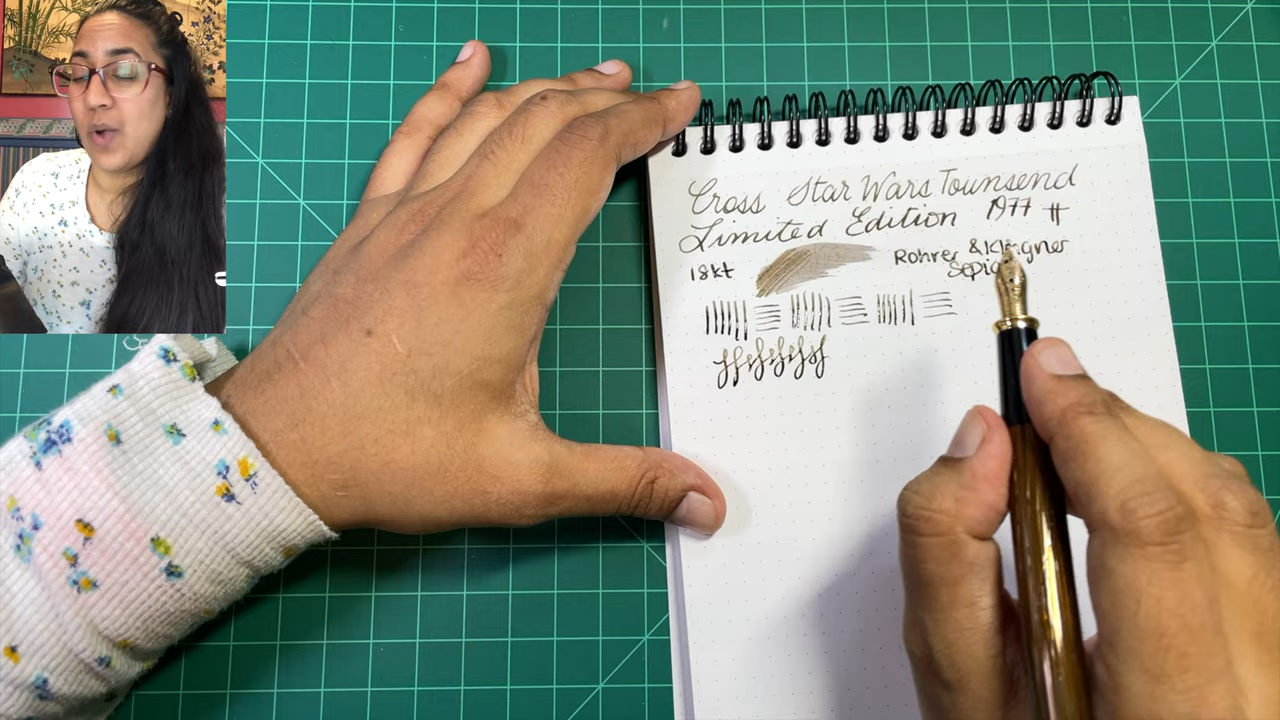 Cross Star Wars Townsend
Limited Edition 1977 #
18kt Rohrer & Klingner
Sepia